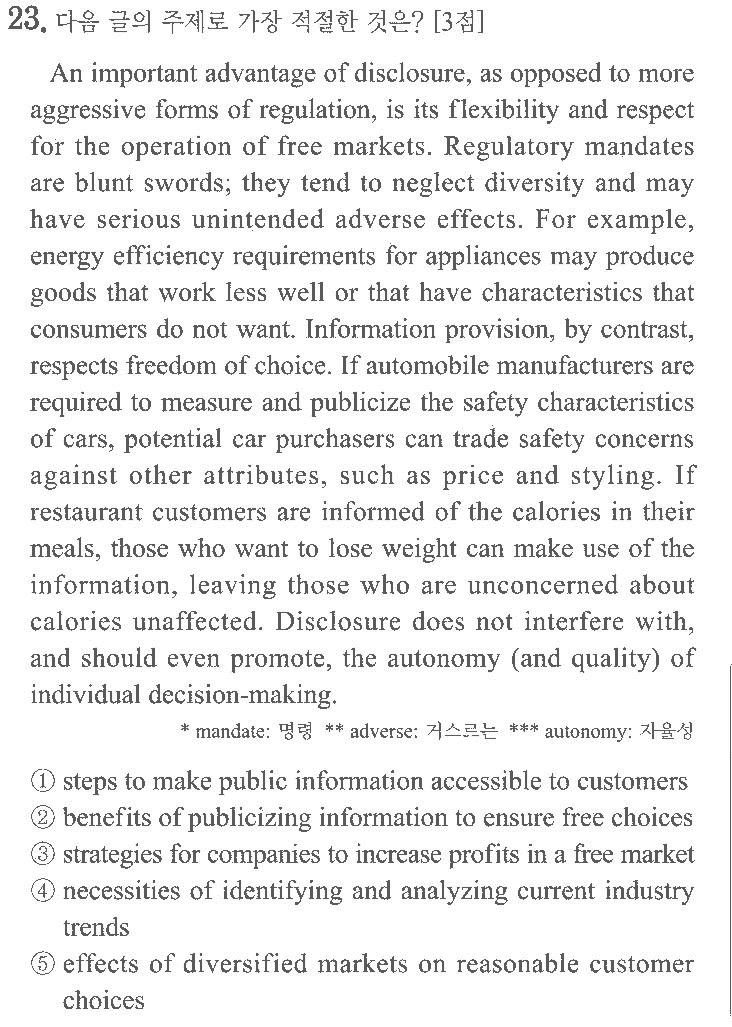 23. 다음 글의 주제로 가장 적절한 것은? [3점]
An important advantage of disclosure, as opposed to more
aggressive forms of regulation, is its flexibility and respect
for the operation of free markets. Regulatory mandates
are blunt swords; they tend to neglect diversity and may
have serious unintended adverse effects. For example,
energy efficiency requirements for appliances may produce
goods that work less well or that have characteristics that
consumers do not want. Information provision, by contrast,
respects freedom of choice. If automobile manufacturers are
required to measure and publicize the safety characteristics
of cars, potential car purchasers can trade safety concerns
against other attributes, such as price and styling. If
restaurant customers are informed of the calories in their
meals, those who want to lose weight can make use of the
information, leaving those who are unconcerned about
calories unaffected. Disclosure does not interfere with,
and should even promote, the autonomy (and quality) of
individual decision-making.
* mandate: 명령 ** adverse: 거스르는 *** autonomy: 자율성
① steps to make public information accessible to customers
② benefits of publicizing information to ensure free choices
③ strategies for companies to increase profits in a free market
④ necessities of identifying and analyzing current industry
trends
⑤ effects of diversified markets on reasonable customer
choices